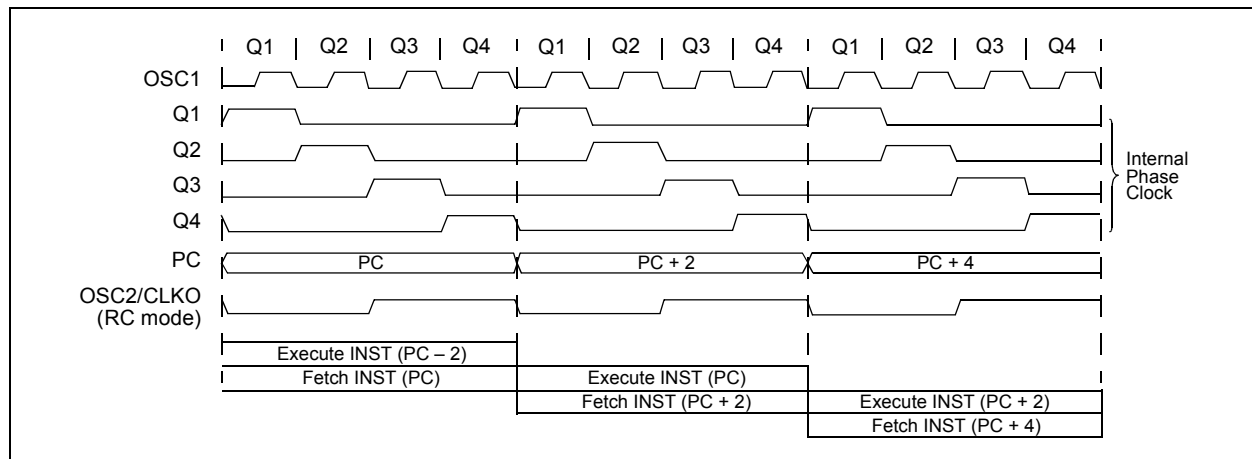 Q1 Q2 Q3 Q4 Q1 Q2 Q3 Q4 Q1 Q2 Q3 Q4
OSC1
Q1
Q2
Q3
Q4
Internal
Phase
Clock
PC PC PC + 2 PC + 4
OSC2/CLKO
(RC mode)
Execute INST (PC – 2)
Fetch INST (PC) Execute INST (PC)
Fetch INST (PC + 2) Execute INST (PC + 2)
Fetch INST (PC + 4)